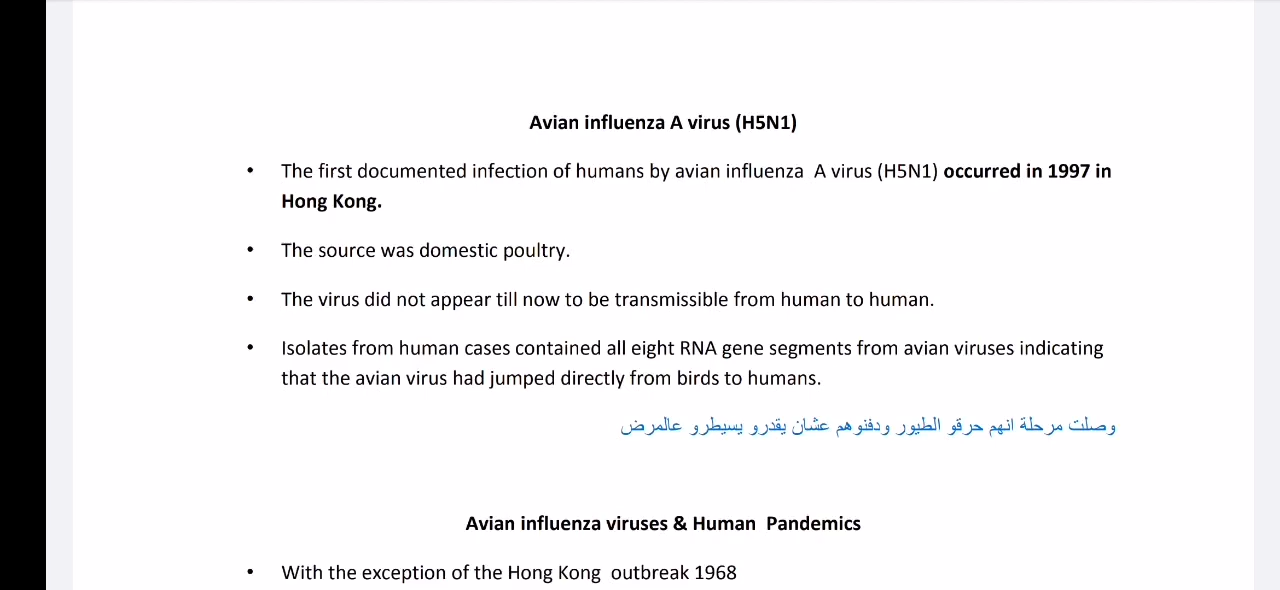 Avian influenza A virus (H5N1)
• The first documented infection of humans by avian influenza A virus (H5N1) occurred in 1997 in
Hong Kong.
• The source was domestic poultry.
• The virus did not appear till now to be transmissible from human to human.
• Isolates from human cases contained all eight RNA gene segments from avian viruses indicating
that the avian virus had jumped directly from birds to humans.
وصلت مرحلة انهم حرقو الطيور ودفنوهم عشان يقدرو يسيطرو عالمرض
Avian influenza viruses & Human Pandemics
• With the exception of the Hong Kong outbreak 1968